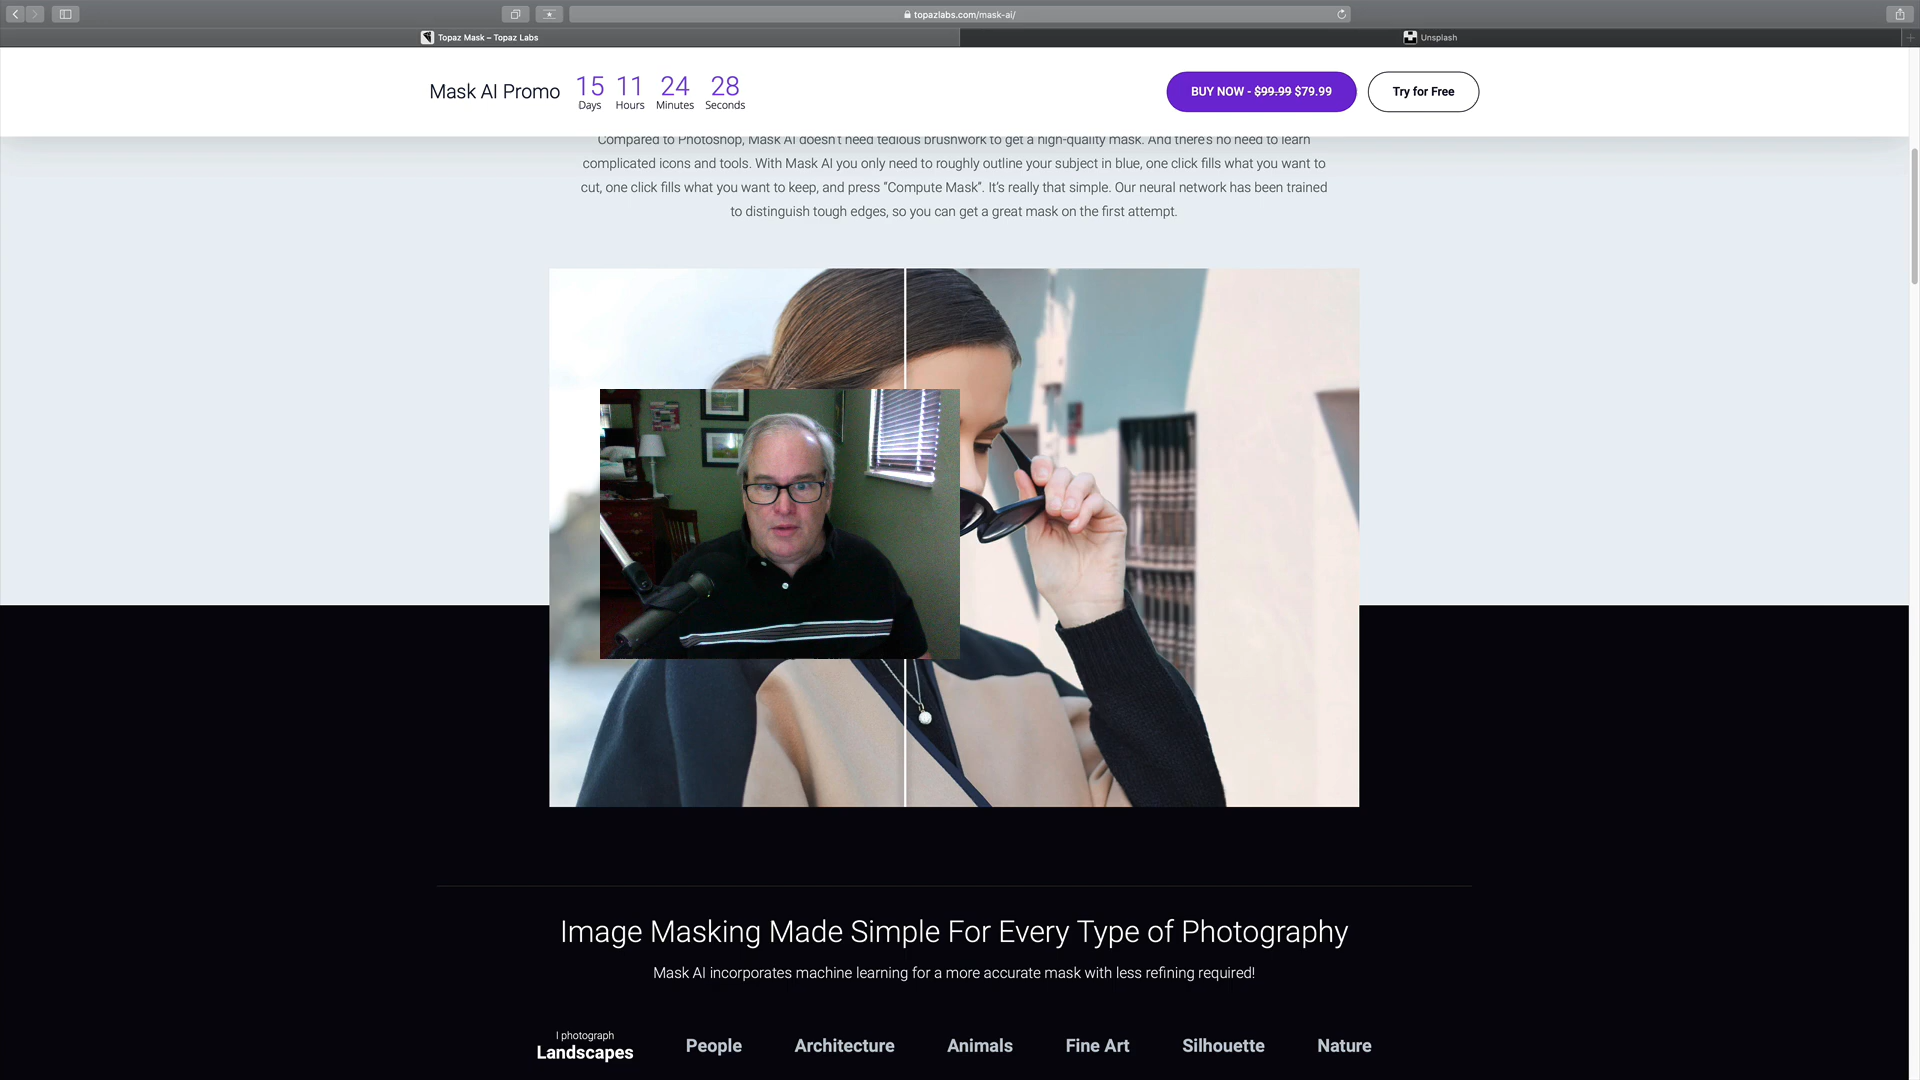 topazlabs.com/mask-ai/
Topaz Mask – Topaz Labs
Unsplash
Mask AI Promo
15 11 24 28
Days Hours Minutes Seconds
BUY NOW - $99.99 $79.99
Try for Free
Compared to Photoshop, Mask AI doesn't need tedious brushwork to get a high-quality mask. And there's no need to learn
complicated icons and tools. With Mask AI you only need to roughly outline your subject in blue, one click fills what you want to
cut, one click fills what you want to keep, and press “Compute Mask”. It's really that simple. Our neural network has been trained
to distinguish tough edges, so you can get a great mask on the first attempt.
Image Masking Made Simple For Every Type of Photography
Mask AI incorporates machine learning for a more accurate mask with less refining required!
I photograph
Landscapes
People
Architecture
Animals
Fine Art
Silhouette
Nature